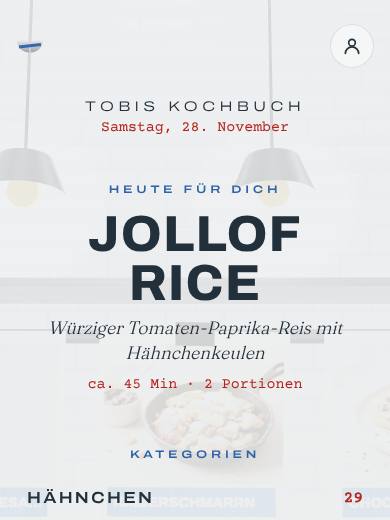 TOBIS KOCHBUCH
Samstag, 28. November
HEUTE FÜR DICH
JOLLOF
RICE
Würziger Tomaten-Paprika-Reis mit
Hähnchenkeulen
ca. 45 Min · 2 Portionen
KATEGORIEN
HÄHNCHEN 29